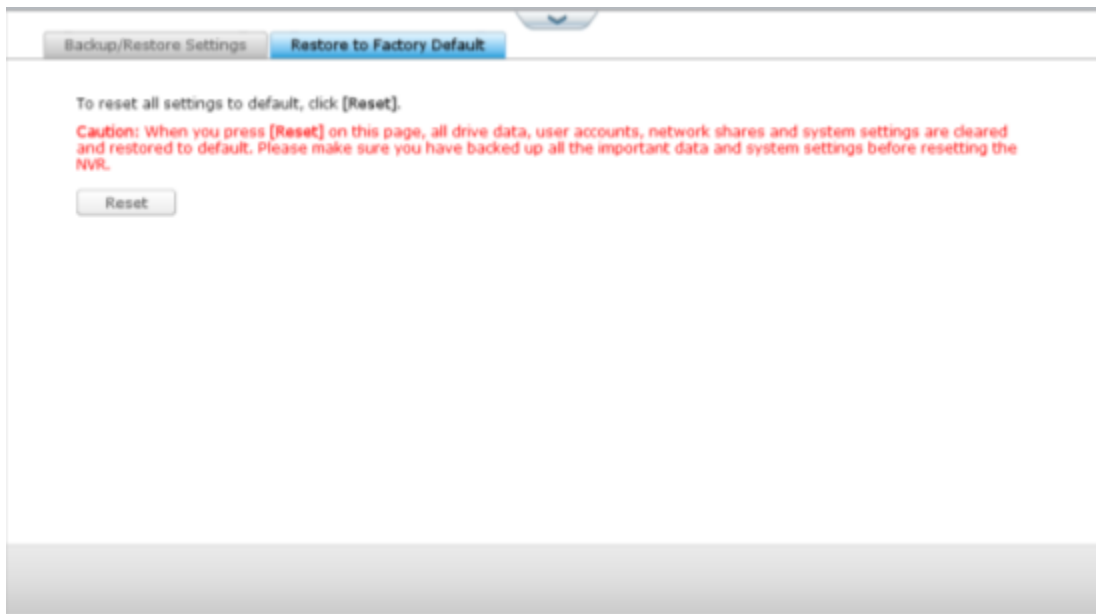 Backup/Restore Settings Restore to Factory Default
To reset all settings to default, click [Reset].
Caution: When you press [Reset] on this page, all drive data, user accounts, network shares and system settings are cleared
and restored to default. Please make sure you have backed up all the important data and system settings before resetting the
NVR.
Reset